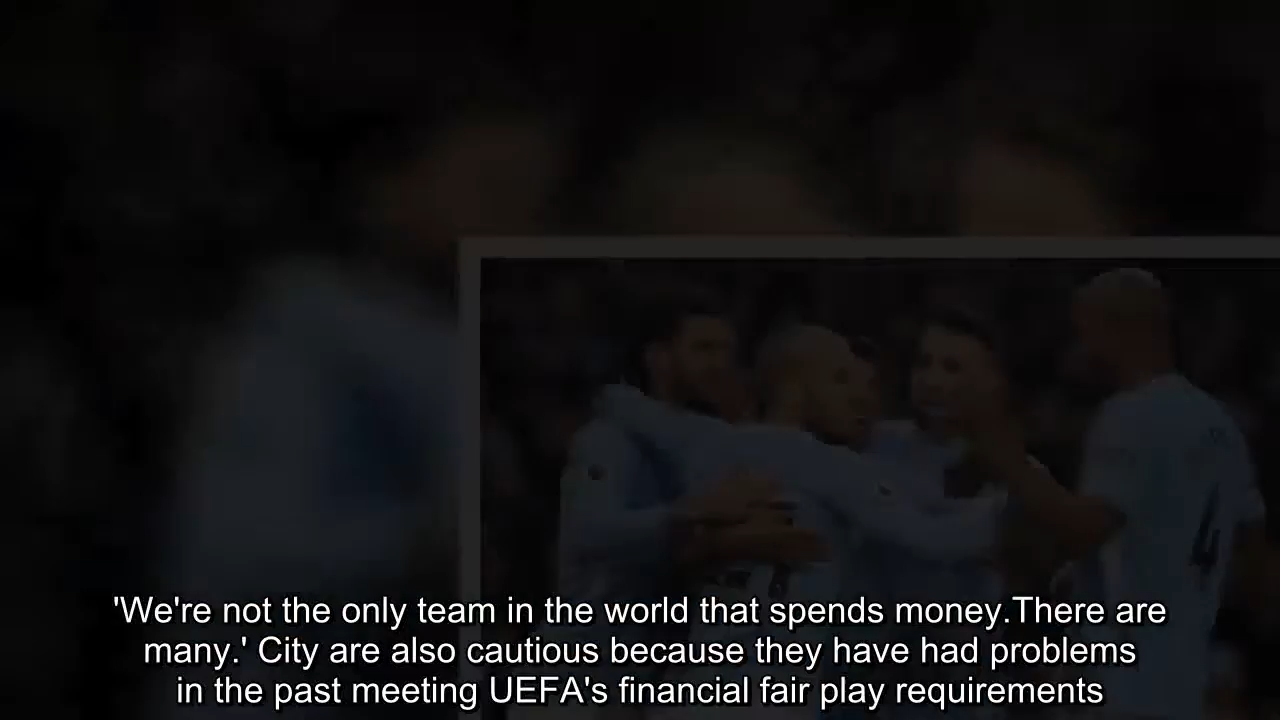 'We're not the only team in the world that spends money.There are
many.' City are also cautious because they have had problems
in the past meeting UEFA's financial fair play requirements
4